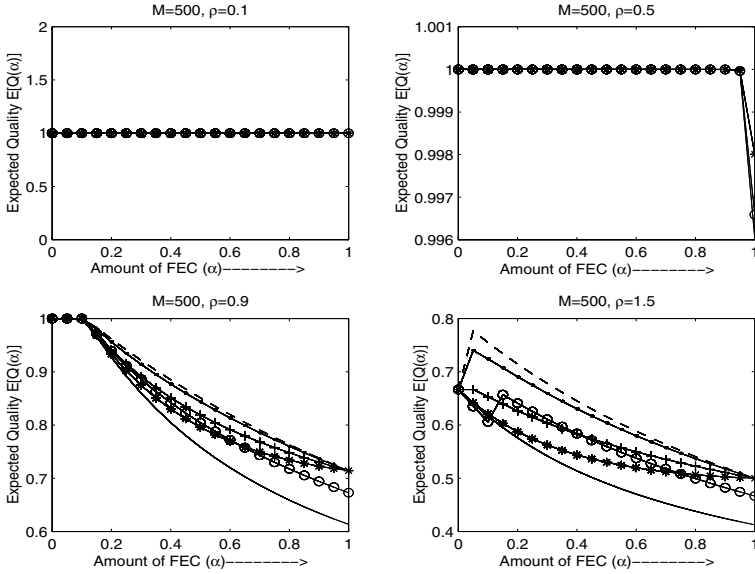 M=500, ρ=0.1
Expected Quality E[Q(α)]
2
1.5
1
0.5
0
0 0.2 0.4 0.6 0.8 1
Amount of FEC (α)-------->
M=500, ρ=0.5
Expected Quality E[Q(α)]
1.001
1
0.999
0.998
0.997
0.996
0 0.2 0.4 0.6 0.8 1
Amount of FEC (α)-------->
M=500, ρ=0.9
Expected Quality E[Q(α)]
1
0.9
0.8
0.7
0.6
0 0.2 0.4 0.6 0.8 1
Amount of FEC (α)-------->
M=500, ρ=1.5
Expected Quality E[Q(α)]
0.8
0.7
0.6
0.5
0.4
0 0.2 0.4 0.6 0.8 1
Amount of FEC (α)-------->